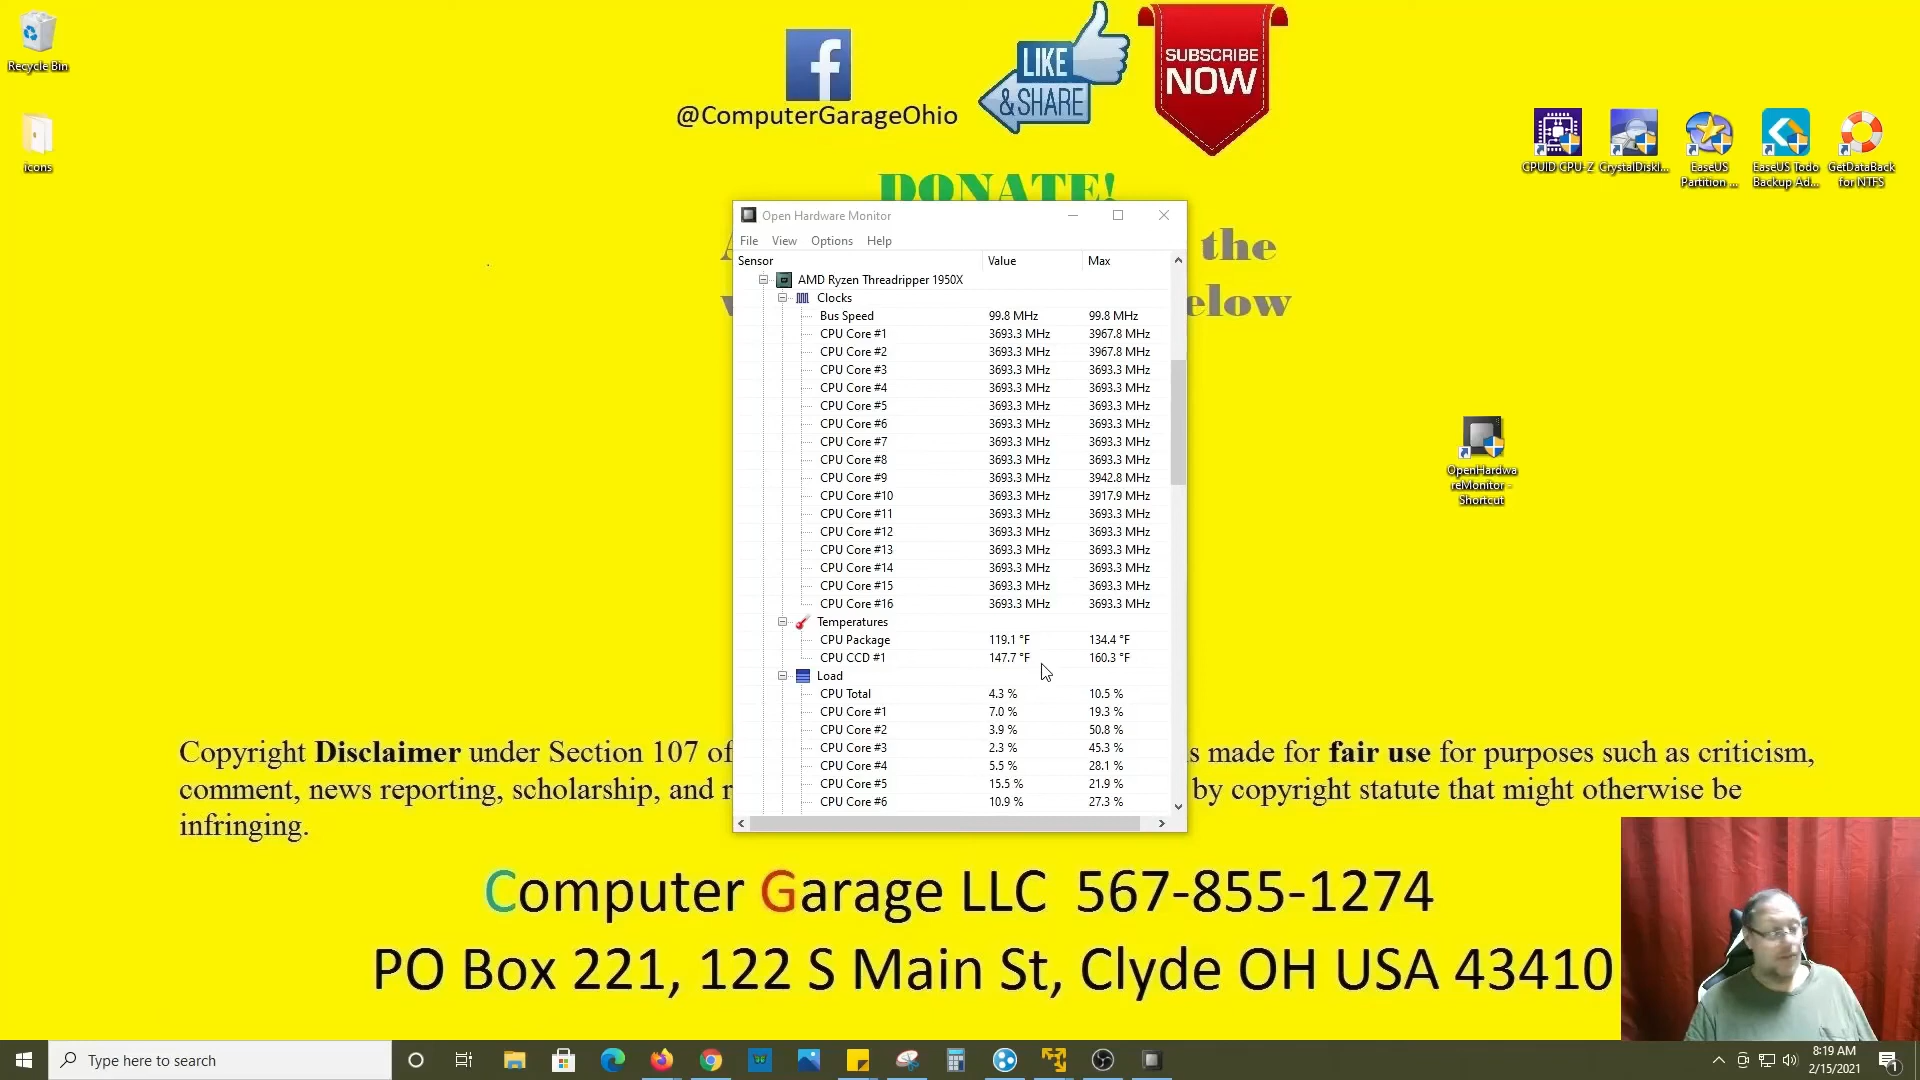 Recycle Bin
icons
@ComputerGarageOhio
LIKE
& SHARE
SUBSCRIBE
NOW
CPUID CPU-Z
CrystalDiskI...
EaseUS
Partition ...
EaseUS Todo
Backup Ad...
GetDataBack
for NTFS
DONATE!
the
elow
Open Hardware Monitor
File View Options Help
Sensor Value Max
AMD Ryzen Threadripper 1950X
Clocks
Bus Speed 99.8 MHz 99.8 MHz
CPU Core #1 3693.3 MHz 3967.8 MHz
CPU Core #2 3693.3 MHz 3967.8 MHz
CPU Core #3 3693.3 MHz 3693.3 MHz
CPU Core #4 3693.3 MHz 3693.3 MHz
CPU Core #5 3693.3 MHz 3693.3 MHz
CPU Core #6 3693.3 MHz 3693.3 MHz
CPU Core #7 3693.3 MHz 3693.3 MHz
CPU Core #8 3693.3 MHz 3693.3 MHz
CPU Core #9 3693.3 MHz 3942.8 MHz
CPU Core #10 3693.3 MHz 3917.9 MHz
CPU Core #11 3693.3 MHz 3693.3 MHz
CPU Core #12 3693.3 MHz 3693.3 MHz
CPU Core #13 3693.3 MHz 3693.3 MHz
CPU Core #14 3693.3 MHz 3693.3 MHz
CPU Core #15 3693.3 MHz 3693.3 MHz
CPU Core #16 3693.3 MHz 3693.3 MHz
Temperatures
CPU Package 119.1 °F 134.4 °F
CPU CCD #1 147.7 °F 160.3 °F
Load
CPU Total 4.3 % 10.5 %
CPU Core #1 7.0 % 19.3 %
CPU Core #2 3.9 % 50.8 %
CPU Core #3 2.3 % 45.3 %
CPU Core #4 5.5 % 28.1 %
CPU Core #5 15.5 % 21.9 %
CPU Core #6 10.9 % 27.3 %
OpenHardwa
reMonitor -
Shortcut
Copyright Disclaimer under Section 107 of s made for fair use for purposes such as criticism,
comment, news reporting, scholarship, and r by copyright statute that might otherwise be
infringing.
Computer Garage LLC 567-855-1274
PO Box 221, 122 S Main St, Clyde OH USA 43410
Type here to search
8:19 AM
2/15/2021
1